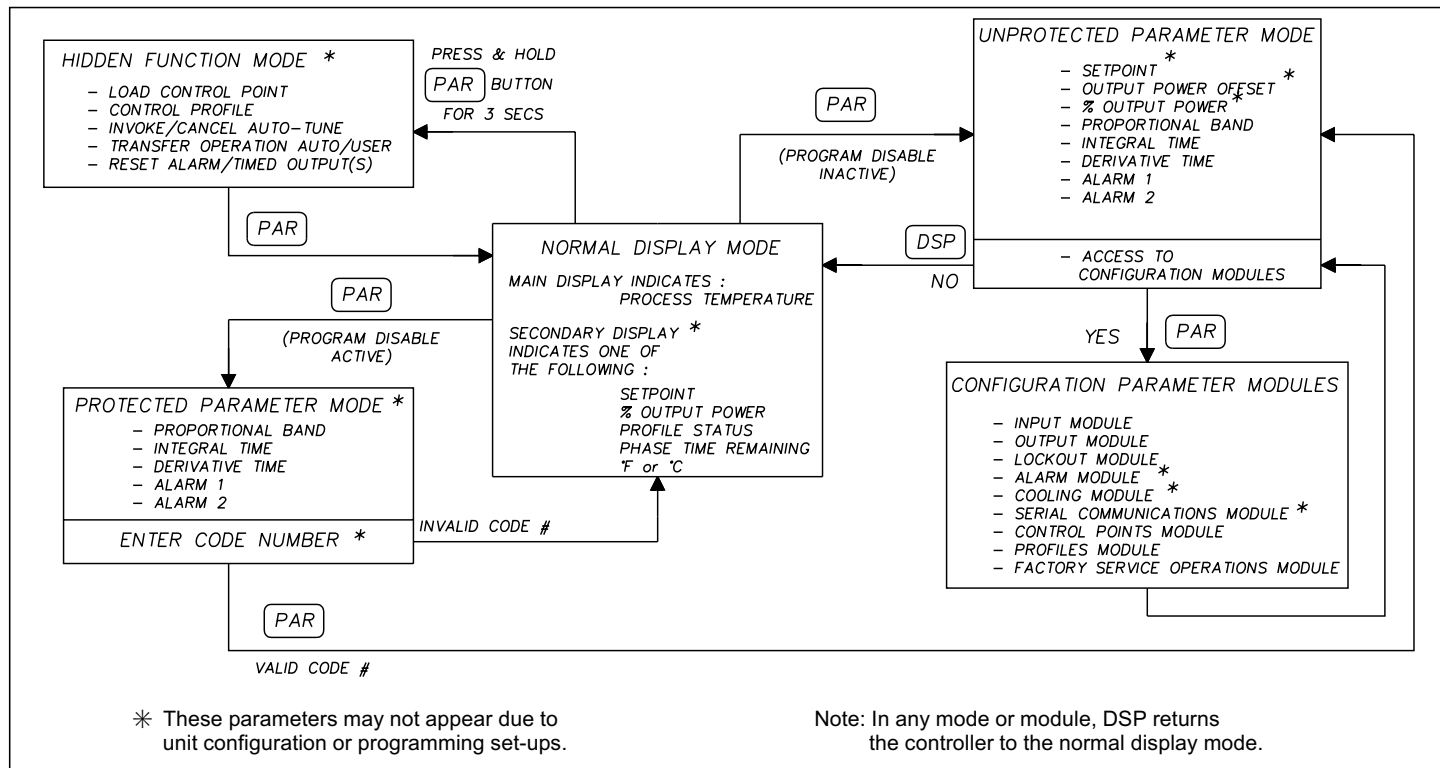 HIDDEN FUNCTION MODE *
- LOAD CONTROL POINT
- CONTROL PROFILE
- INVOKE/CANCEL AUTO-TUNE
- TRANSFER OPERATION AUTO/USER
- RESET ALARM/TIMED OUTPUT(S)
PRESS & HOLD
PAR BUTTON
FOR 3 SECS
PAR
PAR
(PROGRAM DISABLE
INACTIVE)
UNPROTECTED PARAMETER MODE
- SETPOINT *
- OUTPUT POWER OFFSET *
- % OUTPUT POWER *
- PROPORTIONAL BAND
- INTEGRAL TIME
- DERIVATIVE TIME
- ALARM 1
- ALARM 2
- ACCESS TO
CONFIGURATION MODULES
DSP
NO
YES
PAR
NORMAL DISPLAY MODE
MAIN DISPLAY INDICATES :
PROCESS TEMPERATURE
SECONDARY DISPLAY *
INDICATES ONE OF
THE FOLLOWING :
SETPOINT
% OUTPUT POWER
PROFILE STATUS
PHASE TIME REMAINING
°F or °C
PAR
(PROGRAM DISABLE
ACTIVE)
PROTECTED PARAMETER MODE *
- PROPORTIONAL BAND
- INTEGRAL TIME
- DERIVATIVE TIME
- ALARM 1
- ALARM 2
ENTER CODE NUMBER *
INVALID CODE #
PAR
VALID CODE #
CONFIGURATION PARAMETER MODULES
- INPUT MODULE
- OUTPUT MODULE
- LOCKOUT MODULE
- ALARM MODULE *
- COOLING MODULE *
- SERIAL COMMUNICATIONS MODULE *
- CONTROL POINTS MODULE
- PROFILES MODULE
- FACTORY SERVICE OPERATIONS MODULE
* These parameters may not appear due to
unit configuration or programming set-ups.
Note: In any mode or module, DSP returns
the controller to the normal display mode.